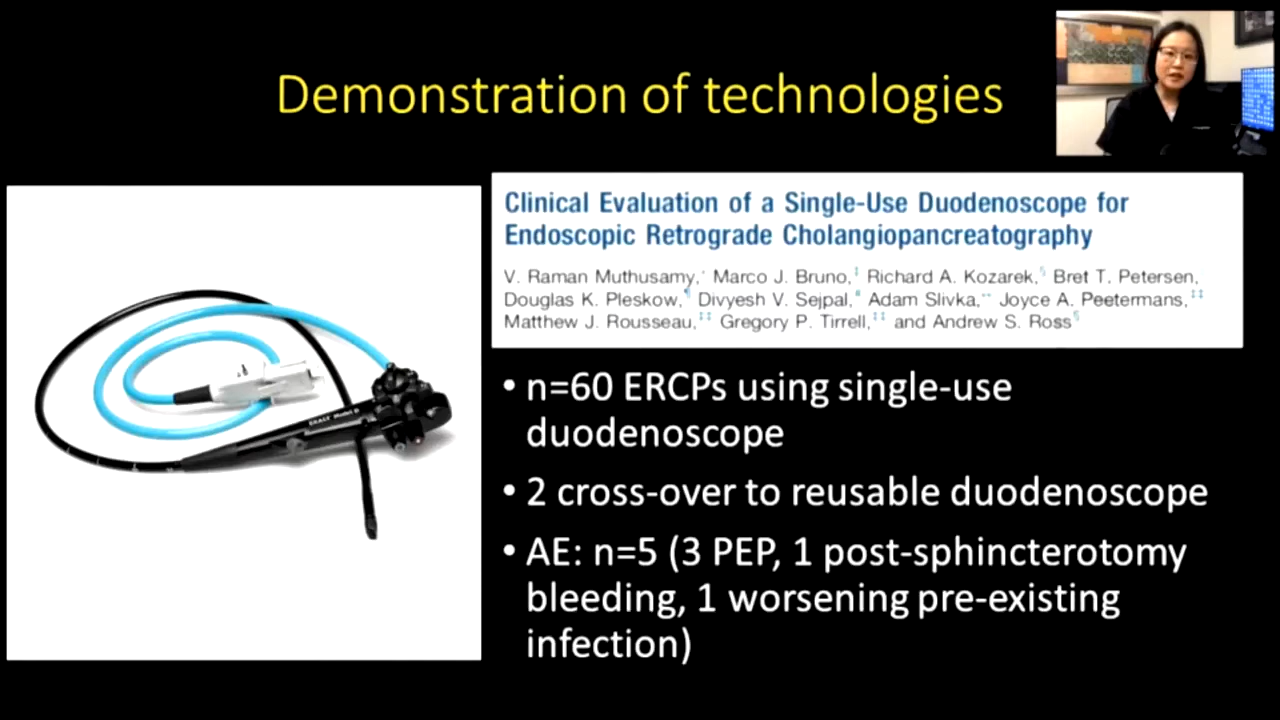 Demonstration of technologies
Clinical Evaluation of a Single-Use Duodenoscope for
Endoscopic Retrograde Cholangiopancreatography
V. Raman Muthusamy,* Marco J. Bruno,‡ Richard A. Kozarek,§ Bret T. Petersen,
Douglas K. Pleskow,¶ Divyesh V. Sejpal,# Adam Slivka,** Joyce A. Peetermans,‡‡
Matthew J. Rousseau,‡‡ Gregory P. Tirrell,‡‡ and Andrew S. Ross§
EXALT Model D
• n=60 ERCPs using single-use
duodenoscope
• 2 cross-over to reusable duodenoscope
• AE: n=5 (3 PEP, 1 post-sphincterotomy
bleeding, 1 worsening pre-existing
infection)